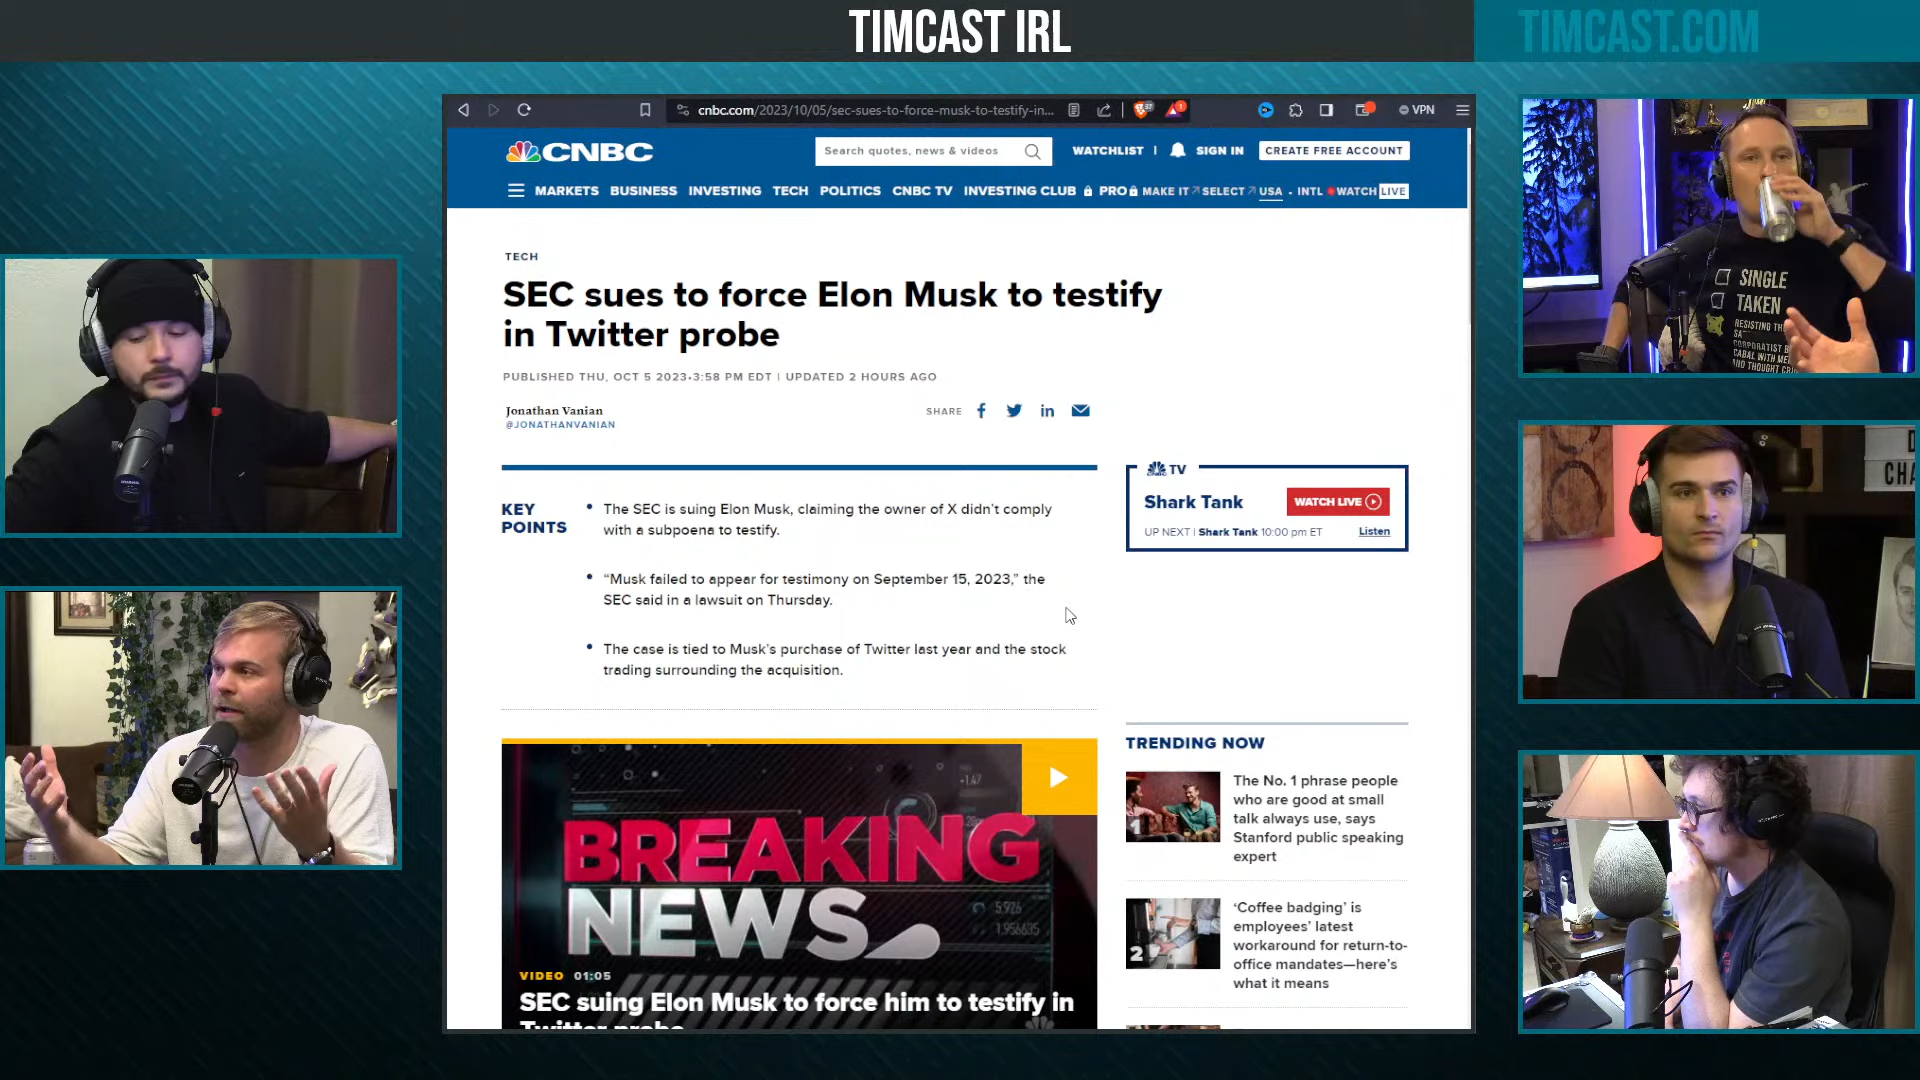 TIMCAST IRL
TIMCAST.COM
cnbc.com/2023/10/05/sec-sues-to-force-musk-to-testify-in...
VPN
CNBC
Search quotes, news & videos
WATCHLIST
SIGN IN
CREATE FREE ACCOUNT
MARKETS BUSINESS INVESTING TECH POLITICS CNBC TV INVESTING CLUB PRO MAKE IT SELECT USA • INTL WATCH LIVE
TECH
SEC sues to force Elon Musk to testify
in Twitter probe
PUBLISHED THU, OCT 5 2023•3:58 PM EDT | UPDATED 2 HOURS AGO
Jonathan Vanian
@JONATHANVANIAN
SHARE
KEY
POINTS
The SEC is suing Elon Musk, claiming the owner of X didn’t comply
with a subpoena to testify.
“Musk failed to appear for testimony on September 15, 2023,” the
SEC said in a lawsuit on Thursday.
The case is tied to Musk’s purchase of Twitter last year and the stock
trading surrounding the acquisition.
TV
Shark Tank
WATCH LIVE
UP NEXT | Shark Tank 10:00 pm ET
Listen
BREAKING
NEWS
VIDEO 01:05
SEC suing Elon Musk to force him to testify in
Twitter probe
TRENDING NOW
1
The No. 1 phrase people
who are good at small
talk always use, says
Stanford public speaking
expert
2
‘Coffee badging’ is
employees’ latest
workaround for return-to-
office mandates—here’s
what it means
SINGLE
TAKEN
RESISTING
CORPORATIST
CABAL WITH
AND THOUGHT